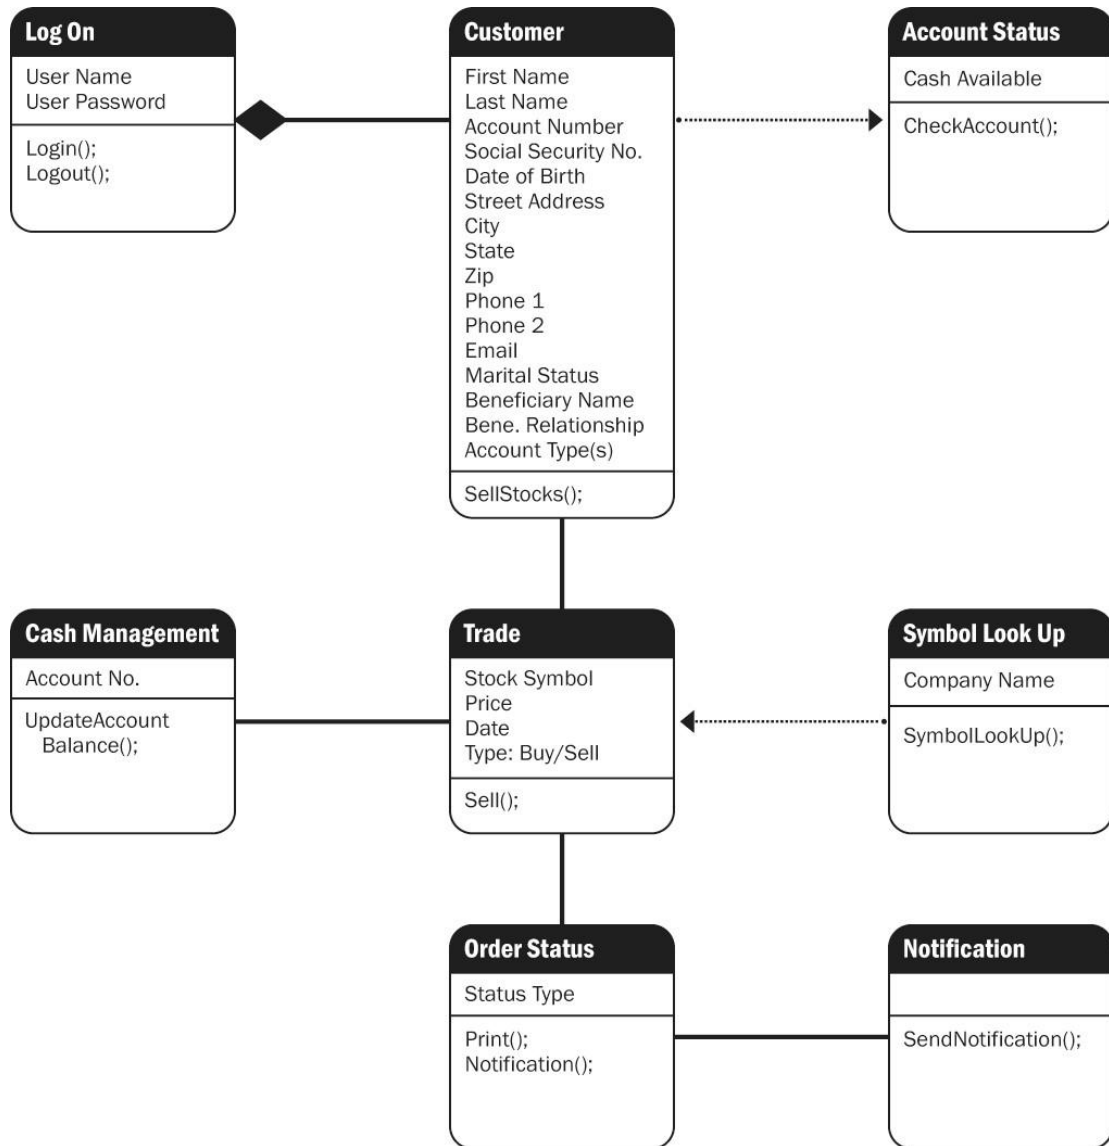 Log On
User Name
User Password
Login();
Logout();
Customer
First Name
Last Name
Account Number
Social Security No.
Date of Birth
Street Address
City
State
Zip
Phone 1
Phone 2
Email
Marital Status
Beneficiary Name
Bene. Relationship
Account Type(s)
SellStocks();
Account Status
Cash Available
CheckAccount();
Cash Management
Account No.
UpdateAccount
Balance();
Trade
Stock Symbol
Price
Date
Type: Buy/Sell
Sell();
Symbol Look Up
Company Name
SymbolLookUp();
Order Status
Status Type
Print();
Notification();
Notification
SendNotification();